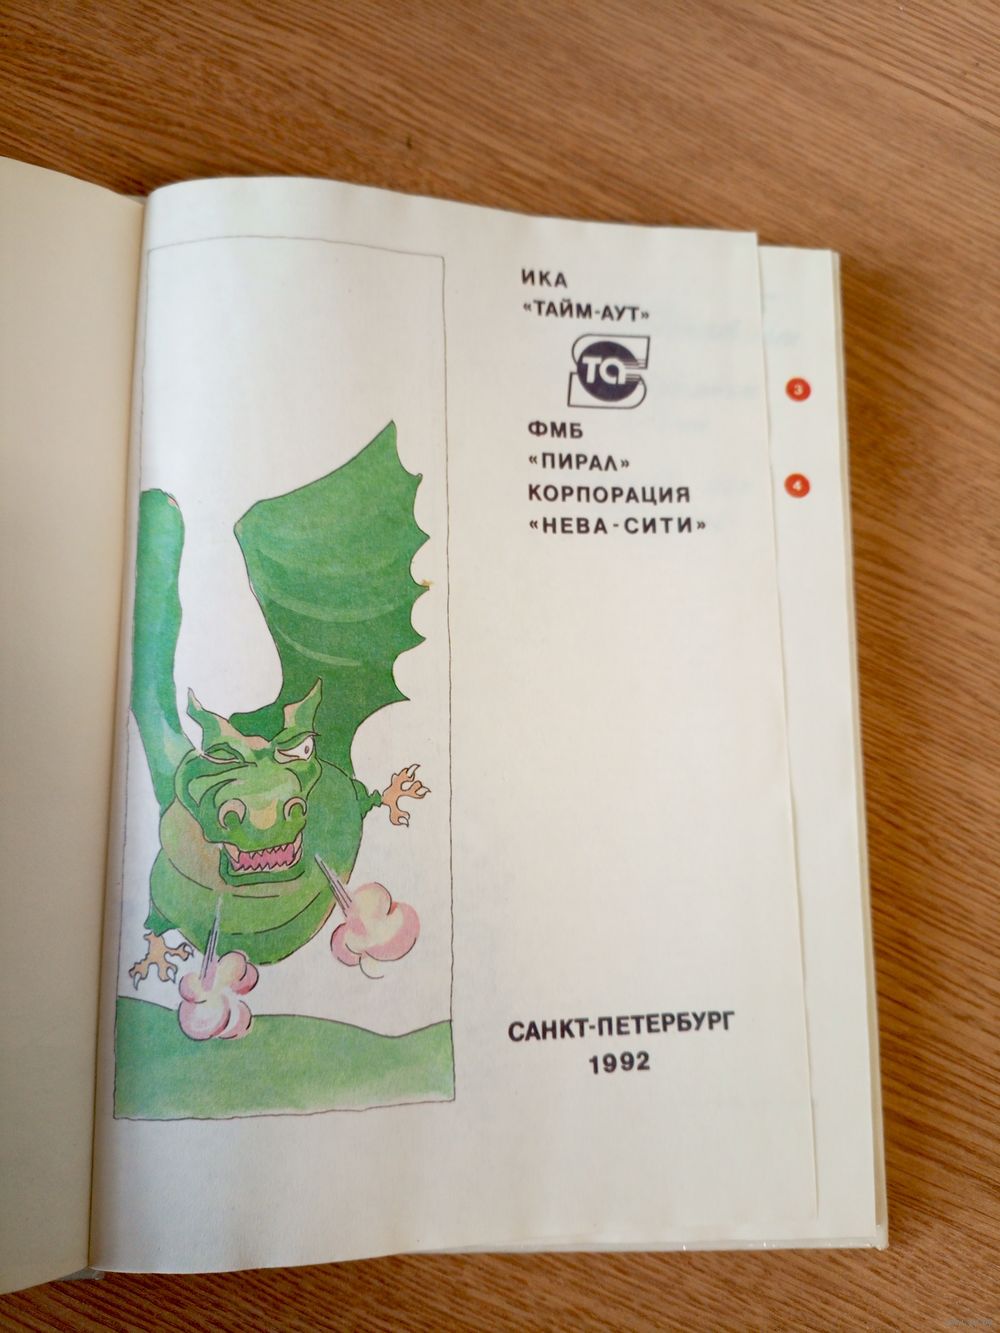 ИКА
«ТАЙМ-АУТ»
ТА
ФМБ
«ПИРАЛ»
КОРПОРАЦИЯ
«НЕВА-СИТИ»
3
4
САНКТ-ПЕТЕРБУРГ
1992